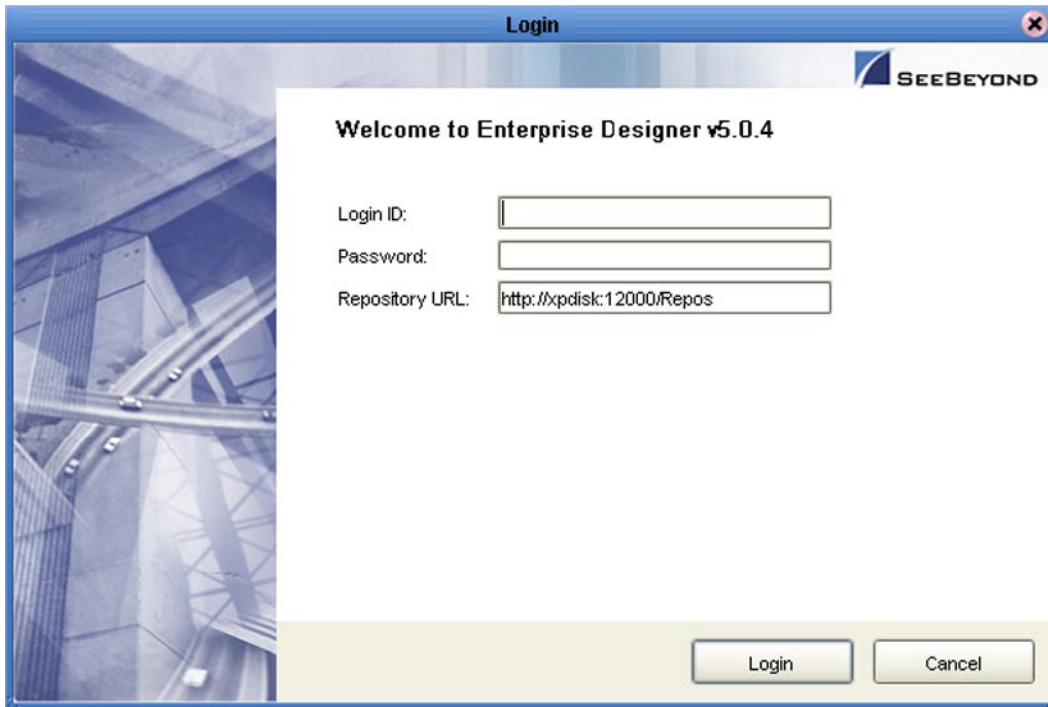 Login
SEEBEYOND
Welcome to Enterprise Designer v5.0.4
Login ID:
Password:
Repository URL: http://xpdisk:12000/Repos
Login Cancel